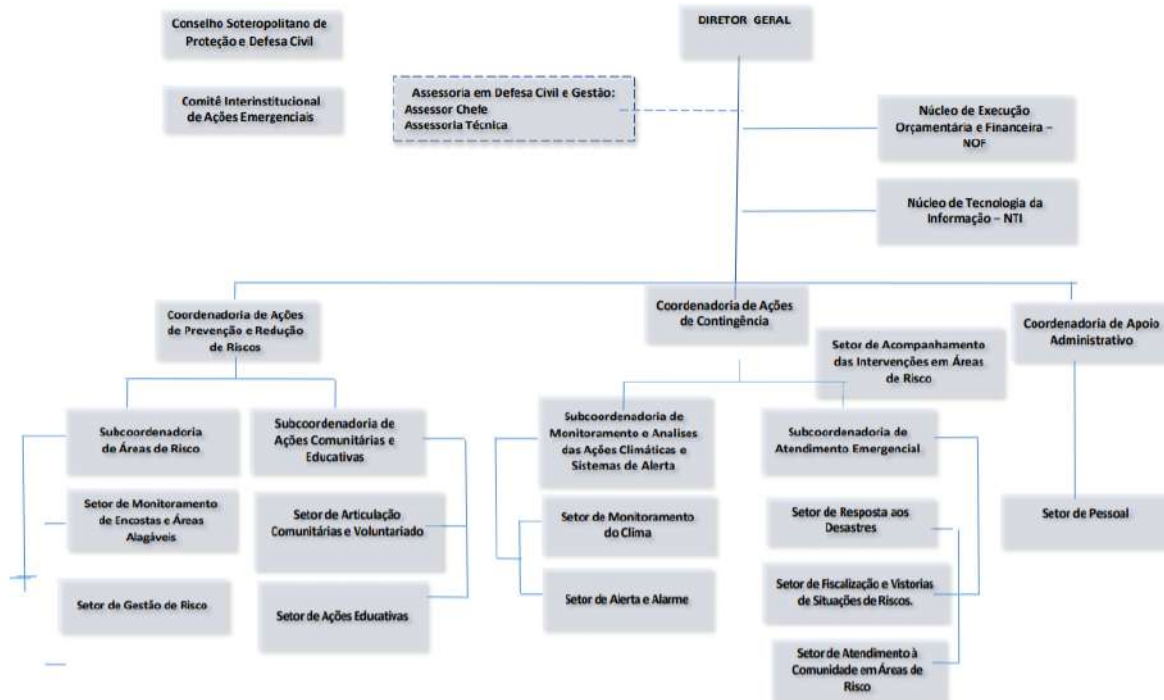 Conselho Soteropolitano de
Proteção e Defesa Civil
DIRETOR GERAL
Comitê Interinstitucional
de Ações Emergenciais
Assessoria em Defesa Civil e Gestão:
Assessor Chefe
Assessoria Técnica
Núcleo de Execução
Orçamentária e Financeira –
NOF
Núcleo de Tecnologia da
Informação – NTI
Coordenadoria de Ações
de Prevenção e Redução
de Riscos
Coordenadoria de Ações
de Contingência
Coordenadoria de Apoio
Administrativo
Setor de Acompanhamento
das Intervenções em Áreas
de Risco
Subcoordenadoria
de Áreas de Risco
Subcoordenadoria de
Ações Comunitárias e
Educativas
Subcoordenadoria de
Monitoramento e Analises
das Ações Climáticas e
Sistemas de Alerta
Subcoordenadoria de
Atendimento Emergencial
Setor de Monitoramento
de Encostas e Áreas
Alagáveis
Setor de Articulação
Comunitárias e Voluntariado
Setor de Monitoramento
do Clima
Setor de Resposta aos
Desastres
Setor de Pessoal
Setor de Gestão de Risco
Setor de Ações Educativas
Setor de Alerta e Alarme
Setor de Fiscalização e Vistorias
de Situações de Riscos.
Setor de Atendimento à
Comunidade em Áreas de
Risco